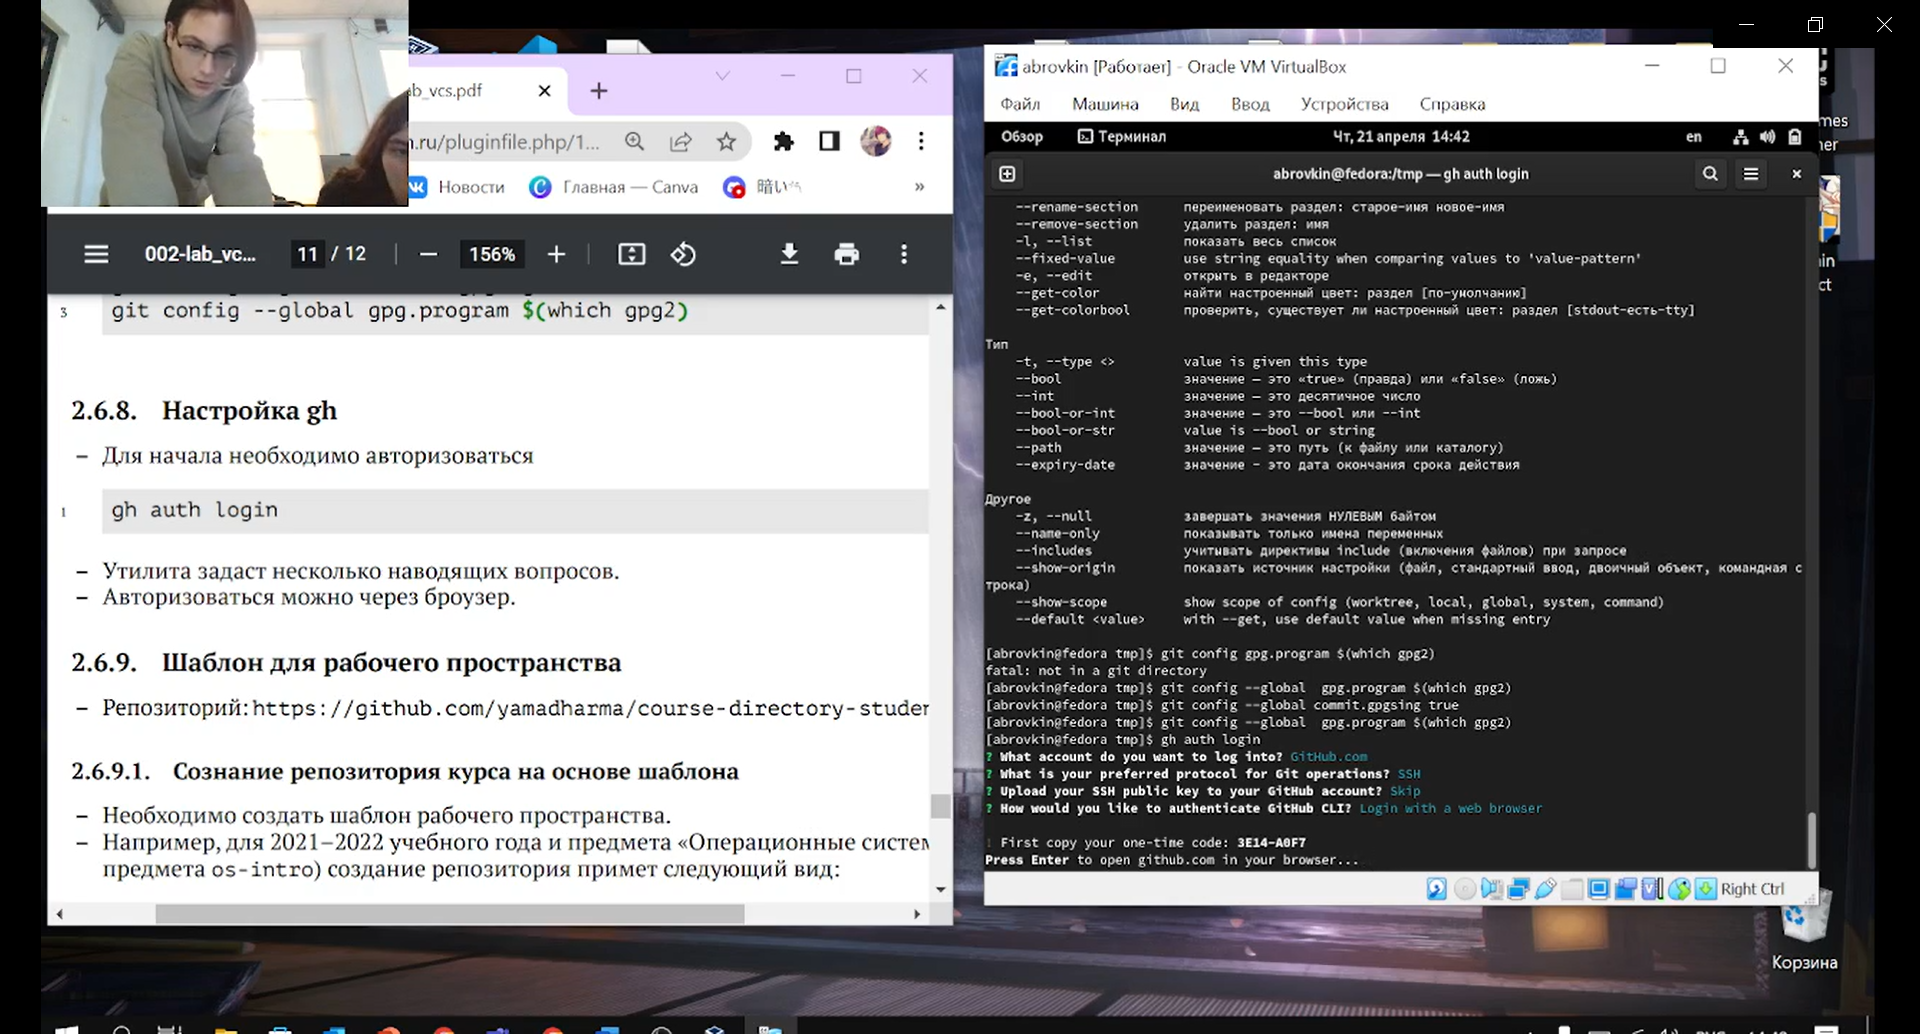 b_vcs.pdf
n.ru/pluginfile.php/1...
Новости
Главная — Canva
暗い
»
002-lab_vc...
11 / 12
156%
3 git config --global gpg.program $(which gpg2)
2.6.8. Настройка gh
– Для начала необходимо авторизоваться
1 gh auth login
– Утилита задаст несколько наводящих вопросов.
– Авторизоваться можно через броузер.
2.6.9. Шаблон для рабочего пространства
– Репозиторий: https://github.com/yamadharma/course-directory-studen
2.6.9.1. Сознание репозитория курса на основе шаблона
– Необходимо создать шаблон рабочего пространства.
– Например, для 2021–2022 учебного года и предмета «Операционные систем
предмета os-intro) создание репозитория примет следующий вид:
abrovkin [Работает] - Oracle VM VirtualBox
Файл Машина Вид Ввод Устройства Справка
Обзор Терминал Чт, 21 апреля 14:42 en
abrovkin@fedora:/tmp — gh auth login
--rename-section переименовать раздел: старое-имя новое-имя
--remove-section удалить раздел: имя
-l, --list показать весь список
--fixed-value use string equality when comparing values to 'value-pattern'
-e, --edit открыть в редакторе
--get-color найти настроенный цвет: раздел [по-умолчанию]
--get-colorbool проверить, существует ли настроенный цвет: раздел [stdout-есть-tty]
Тип
-t, --type <> value is given this type
--bool значение — это «true» (правда) или «false» (ложь)
--int значение — это десятичное число
--bool-or-int значение — это --bool или --int
--bool-or-str value is --bool or string
--path значение — это путь (к файлу или каталогу)
--expiry-date значение - это дата окончания срока действия
Другое
-z, --null завершать значения НУЛЕВЫМ байтом
--name-only показывать только имена переменных
--includes учитывать директивы include (включения файлов) при запросе
--show-origin показать источник настройки (файл, стандартный ввод, двоичный объект, командная с
трока)
--show-scope show scope of config (worktree, local, global, system, command)
--default <value> with --get, use default value when missing entry
[abrovkin@fedora tmp]$ git config gpg.program $(which gpg2)
fatal: not in a git directory
[abrovkin@fedora tmp]$ git config --global  gpg.program $(which gpg2)
[abrovkin@fedora tmp]$ git config --global commit.gpgsing true
[abrovkin@fedora tmp]$ git config --global  gpg.program $(which gpg2)
[abrovkin@fedora tmp]$ gh auth login
? What account do you want to log into? GitHub.com
? What is your preferred protocol for Git operations? SSH
? Upload your SSH public key to your GitHub account? Skip
? How would you like to authenticate GitHub CLI? Login with a web browser
! First copy your one-time code: 3E14-A0F7
Press Enter to open github.com in your browser...
Right Ctrl
Корзина